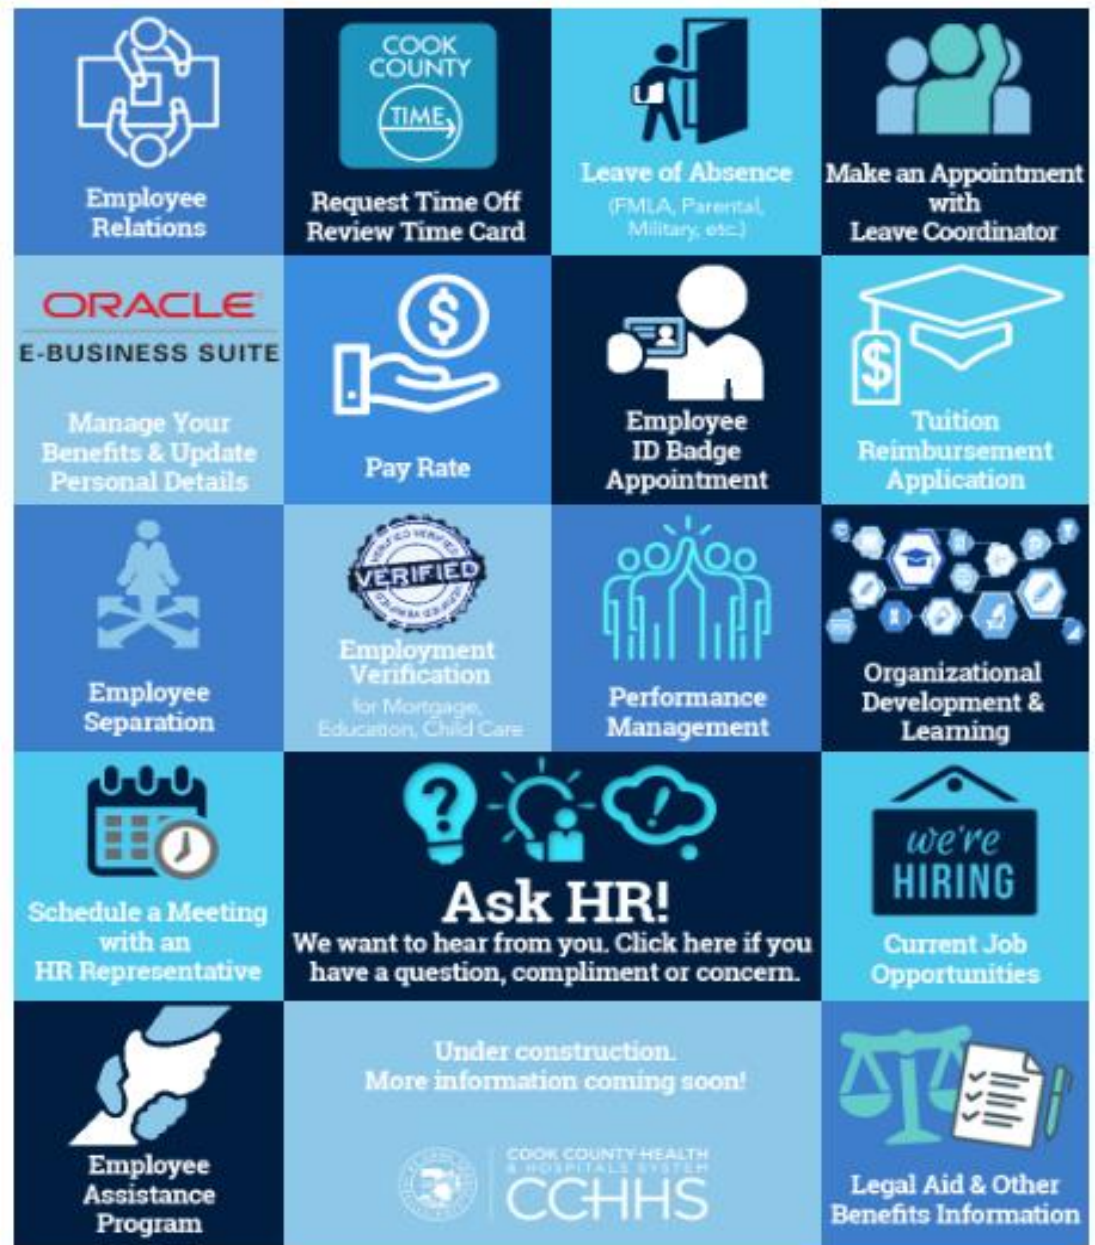 Employee
Relations
COOK
COUNTY
TIME
Request Time Off
Review Time Card
Leave of Absence
(FMLA, Parental,
Military, etc.)
Make an Appointment
with
Leave Coordinator
ORACLE
E-BUSINESS SUITE
Manage Your
Benefits & Update
Personal Details
$
Pay Rate
Employee
ID Badge
Appointment
$
Tuition
Reimbursement
Application
Employee
Separation
VERIFIED VERIFIED
VERIFIED
Employment
Verification
for Mortgage,
Education, Child Care
Performance
Management
Organizational
Development &
Learning
Schedule a Meeting
with an
HR Representative
?
!
Ask HR!
We want to hear from you. Click here if you
have a question, compliment or concern.
we're
HIRING
Current Job
Opportunities
Employee
Assistance
Program
Under construction.
More information coming soon!
COOK COUNTY HEALTH
& HOSPITALS SYSTEM
CCHHS
Legal Aid & Other
Benefits Information